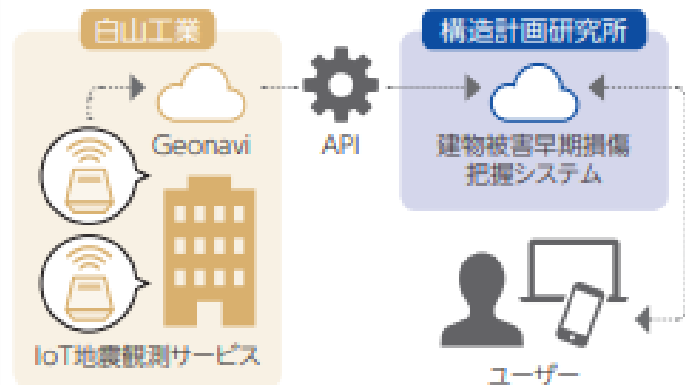 白山工業
構造計画研究所
Geonavi
API
建物被害早期損傷
把握システム
IoT地震観測サービス
ユーザー